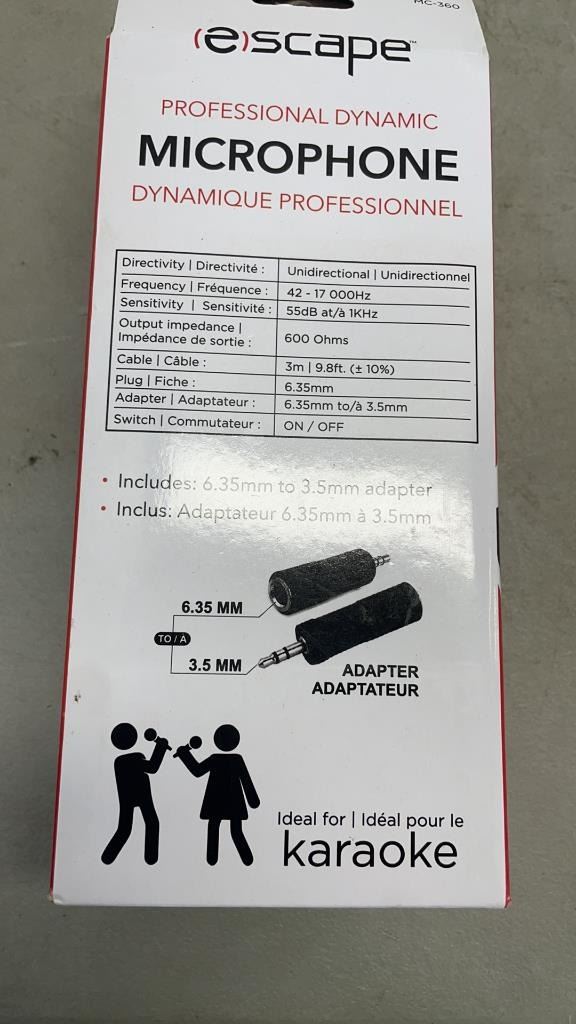 MC-360
(e)scape™
PROFESSIONAL DYNAMIC
MICROPHONE
DYNAMIQUE PROFESSIONNEL
Directivity | Directivité : Unidirectional | Unidirectionnel
Frequency | Fréquence : 42 - 17 000Hz
Sensitivity | Sensitivité : 55dB at/à 1KHz
Output impedance |
Impédance de sortie : 600 Ohms
Cable | Câble : 3m | 9.8ft. (± 10%)
Plug | Fiche : 6.35mm
Adapter | Adaptateur : 6.35mm to/à 3.5mm
Switch | Commutateur : ON / OFF
• Includes: 6.35mm to 3.5mm adapter
• Inclus: Adaptateur 6.35mm à 3.5mm
6.35 MM
TO / A
3.5 MM
ADAPTER
ADAPTATEUR
Ideal for | Idéal pour le
karaoke